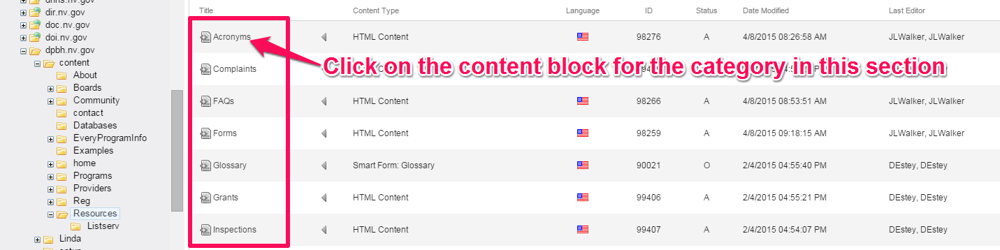 dhhs.nv.gov
dir.nv.gov
doc.nv.gov
doi.nv.gov
dpbh.nv.gov
content
About
Boards
Community
contact
Databases
EveryProgramInfo
Examples
home
Programs
Providers
Reg
Resources
Listserv
Linda
Title Content Type Language ID Status Date Modified Last Editor
Acronyms HTML Content 98276 A 4/8/2015 08:26:58 AM JLWalker, JLWalker
Click on the content block for the category in this section
Complaints
FAQs HTML Content 98266 A 4/8/2015 08:53:51 AM JLWalker, JLWalker
Forms HTML Content 98259 A 4/8/2015 09:18:15 AM JLWalker, JLWalker
Glossary Smart Form: Glossary 90021 O 2/4/2015 04:55:40 PM DEstey, DEstey
Grants HTML Content 99406 A 2/4/2015 04:55:21 PM DEstey, DEstey
Inspections HTML Content 99407 A 2/4/2015 04:54:07 PM DEstey, DEstey